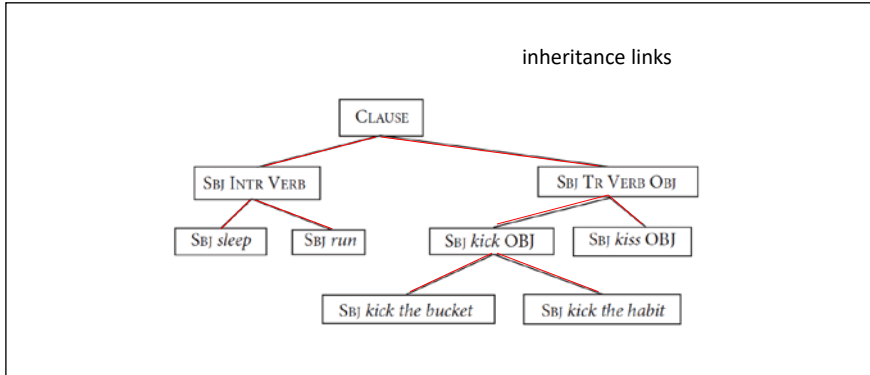 inheritance links
CLAUSE
SBJ INTR VERB
SBJ TR VERB OBJ
SBJ sleep
SBJ run
SBJ kick OBJ
SBJ kiss OBJ
SBJ kick the bucket
SBJ kick the habit